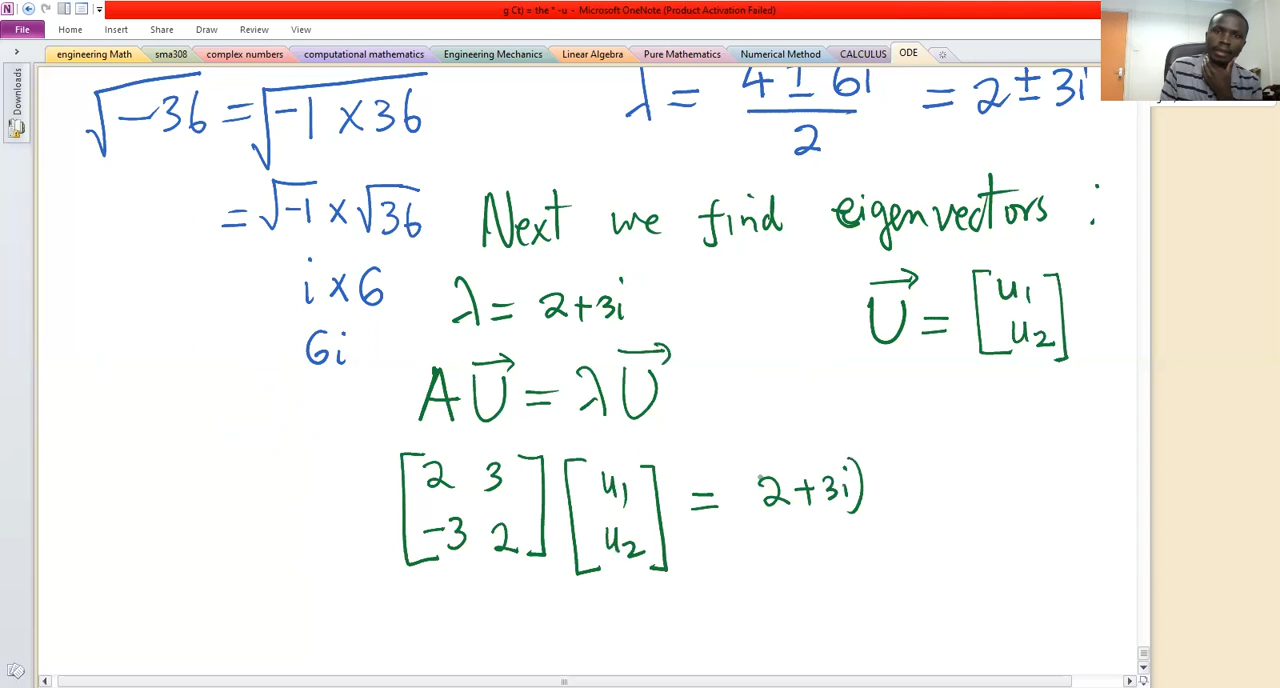 g Ct) = the * -u - Microsoft OneNote (Product Activation Failed)
File Home Insert Share Draw Review View
engineering Math sma308 complex numbers computational mathematics Engineering Mechanics Linear Algebra Pure Mathematics Numerical Method CALCULUS ODE
Downloads
√-36 = √-1 × 36
λ = 4 ± 6i / 2 = 2 ± 3i
= √-1 × √36
i × 6
6i
Next we find eigenvectors :
λ = 2+3i
U = [u1 u2]
A U = λ U
[2 3 -3 2] [u1 u2] = 2+3i)